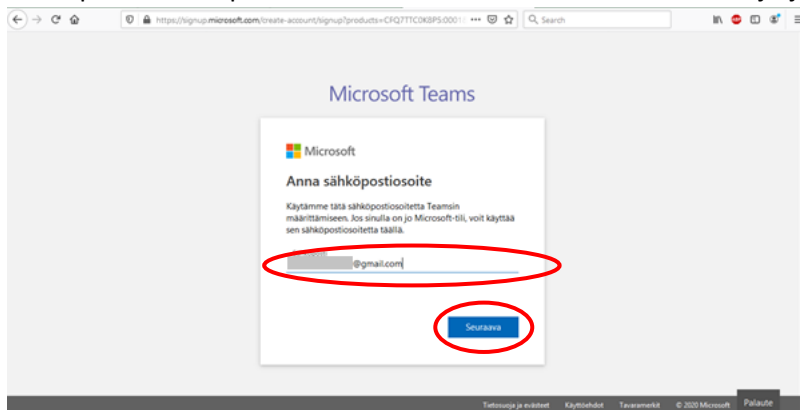 https://signup.microsoft.com/create-account/signup?products=CFQ7TTC0K8P5:0001
Search
Microsoft Teams
Microsoft
Anna sähköpostiosoite
Käytämme tätä sähköpostiosoitetta Teamsin
määrittämiseen. Jos sinulla on jo Microsoft-tili, voit käyttää
sen sähköpostiosoitetta täällä.
@gmail.com
Seuraava
Tietosuoja ja evästeet Käyttöehdot Tavaramerkit © 2020 Microsoft Palaute